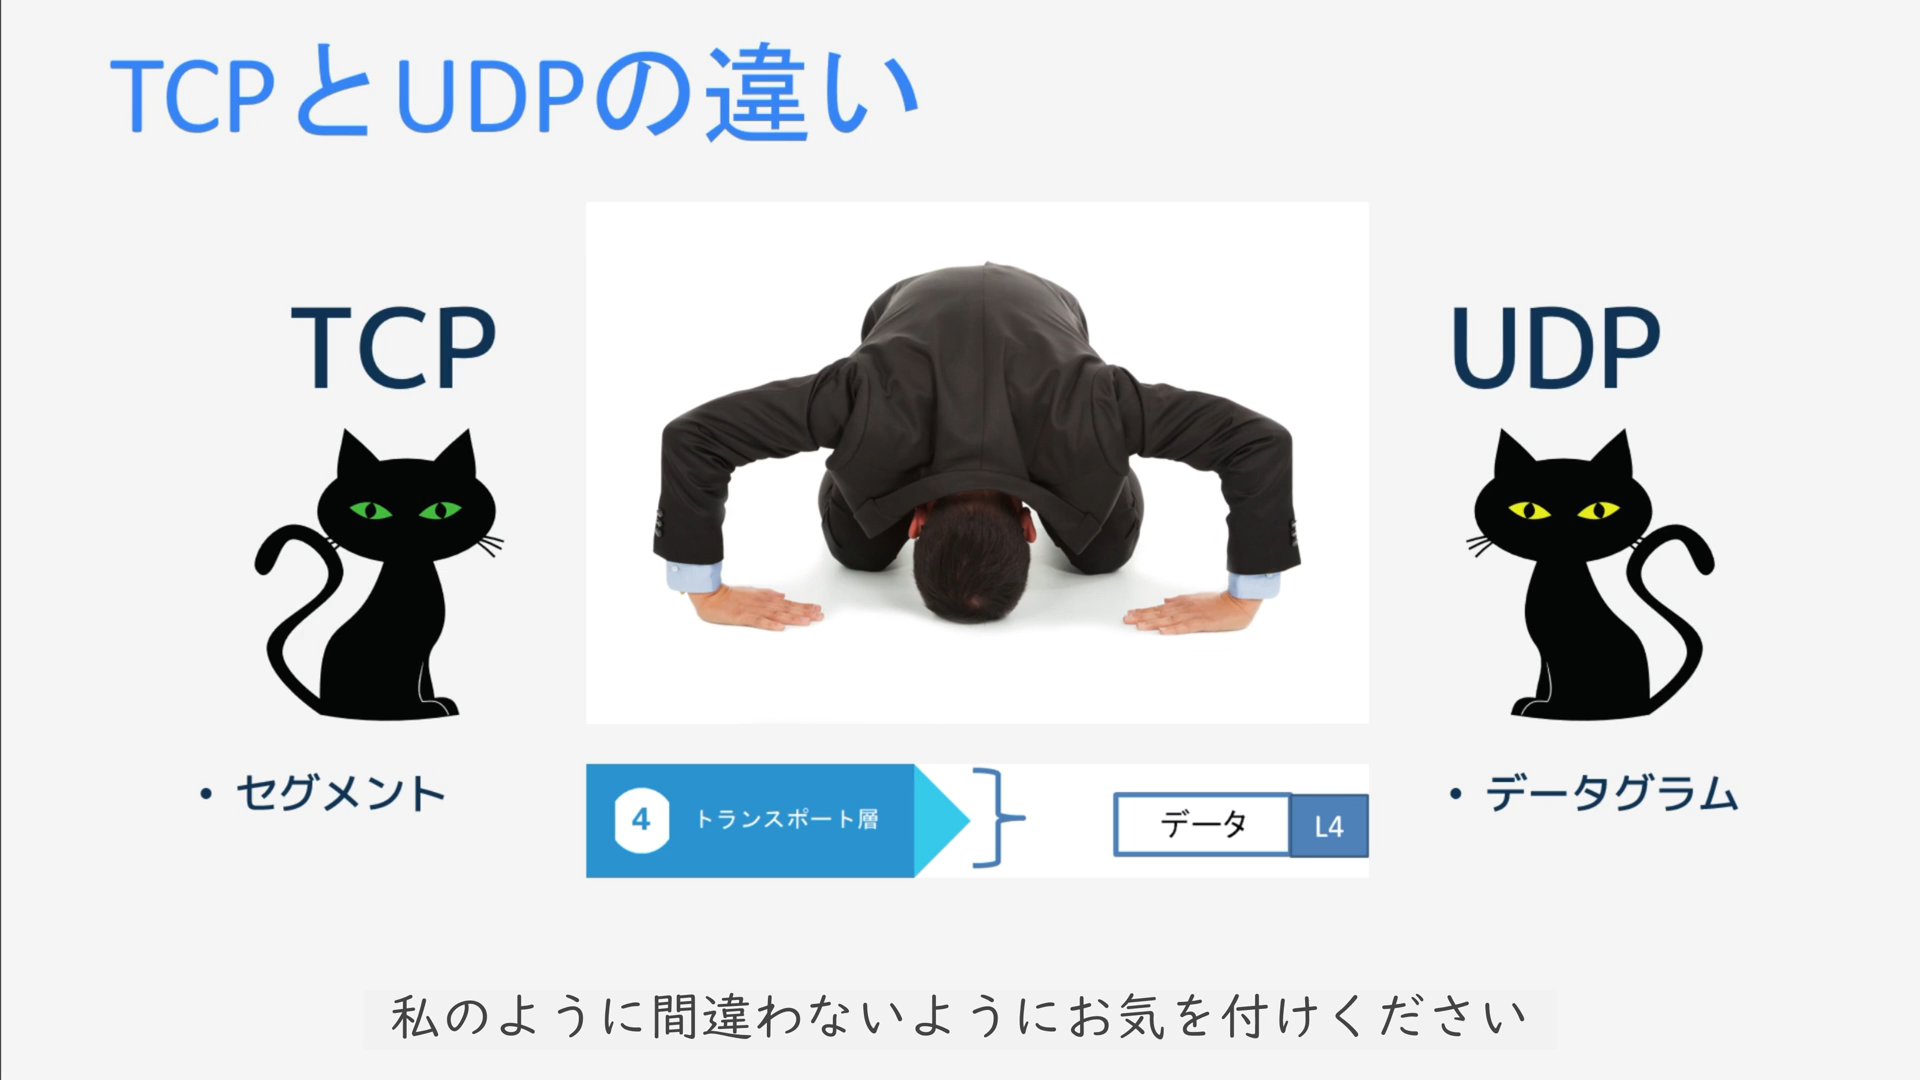 TCPとUDPの違い
TCP
UDP
• セグメント
4 トランスポート層
データ L4
• データグラム
私のように間違わないようにお気を付けください